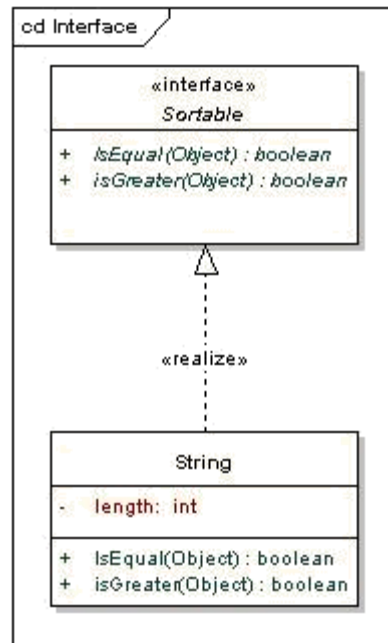 cd Interface
«interface»
Sortable
+ IsEqual(Object) : boolean
+ isGreater(Object) : boolean
«realize»
String
- length: int
+ IsEqual(Object) : boolean
+ isGreater(Object) : boolean